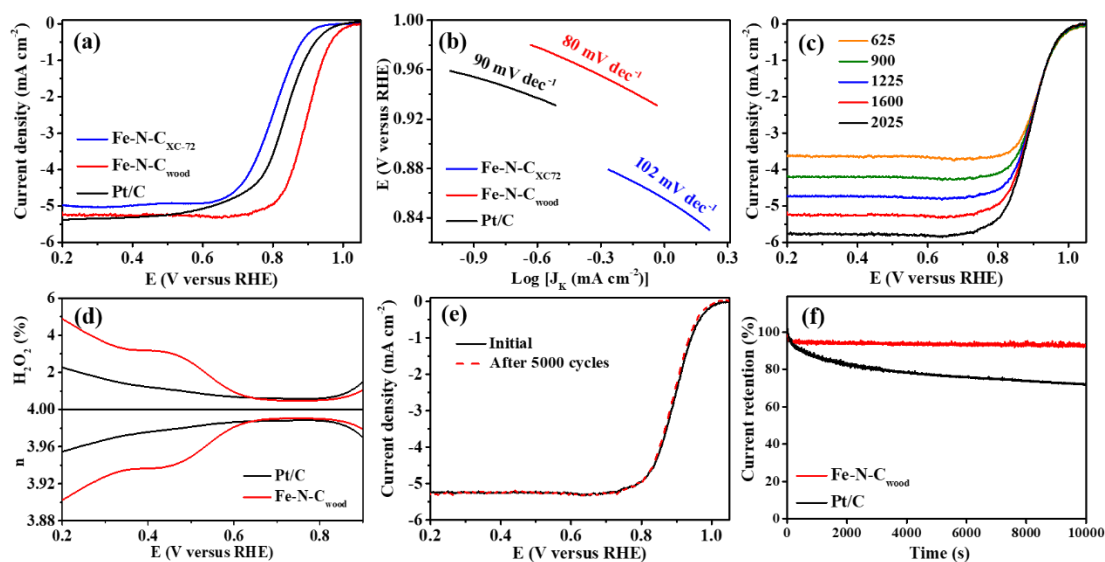 (a)
0
-1
-2
-3
-4
-5
-6
Current density (mA cm⁻²)
Fe-N-C_XC-72
Fe-N-C_wood
Pt/C
0.2 0.4 0.6 0.8 1.0
E (V versus RHE)
(b)
1.00
0.96
0.92
0.88
0.84
E (V versus RHE)
90 mV dec⁻¹
80 mV dec⁻¹
102 mV dec⁻¹
Fe-N-C_XC72
Fe-N-C_wood
Pt/C
-0.9 -0.6 -0.3 0.0 0.3
Log [J_K (mA cm⁻²)]
(c)
0
-1
-2
-3
-4
-5
-6
Current density (mA cm⁻²)
625
900
1225
1600
2025
0.2 0.4 0.6 0.8 1.0
E (V versus RHE)
(d)
6
4
2
4.00
3.96
3.92
3.88
H₂O₂ (%)
n
Pt/C
Fe-N-C_wood
0.2 0.4 0.6 0.8
E (V versus RHE)
(e)
0
-1
-2
-3
-4
-5
-6
Current density (mA cm⁻²)
Initial
After 5000 cycles
0.2 0.4 0.6 0.8 1.0
E (V versus RHE)
(f)
100
80
60
40
20
0
Current retention (%)
Fe-N-C_wood
Pt/C
0 2000 4000 6000 8000 10000
Time (s)